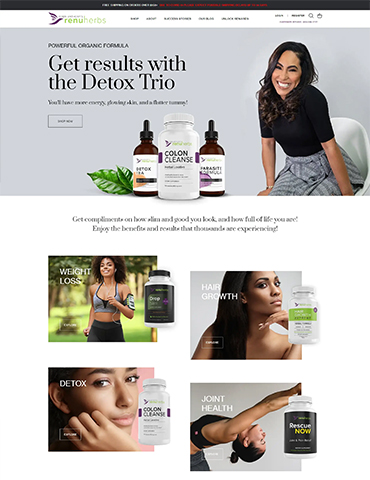 FREE SHIPPING ON ORDERS OVER $100
LOGIN | REGISTER
renuherbs
SHOP ABOUT SUCCESS STORIES OUR BLOG UNLOCK REWARDS
POWERFUL ORGANIC FORMULA
Get results with
the Detox Trio
You'll have more energy, glowing skin, and a flatter tummy!
SHOP NOW
DETOX
TEA
COLON
CLEANSE
PARASITE
FORMULA
Get compliments on how slim and good you look, and how full of life you are!
Enjoy the benefits and results that thousands are experiencing!
WEIGHT
LOSS
EXPLORE
Drop
HAIR
GROWTH
EXPLORE
HAIR
DETOX
EXPLORE
COLON
CLEANSE
JOINT
HEALTH
EXPLORE
Rescue
NOW